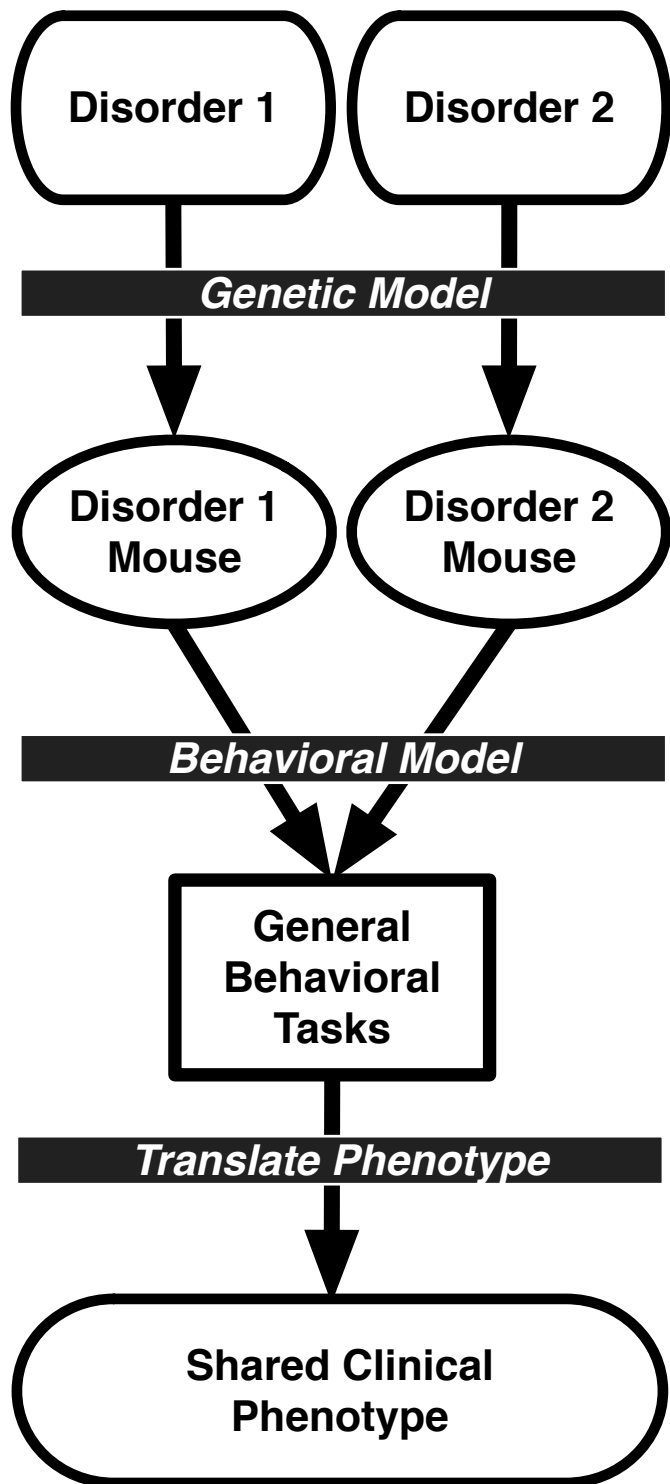 Disorder 1
Disorder 2
Genetic Model
Disorder 1
Mouse
Disorder 2
Mouse
Behavioral Model
General
Behavioral
Tasks
Translate Phenotype
Shared Clinical
Phenotype